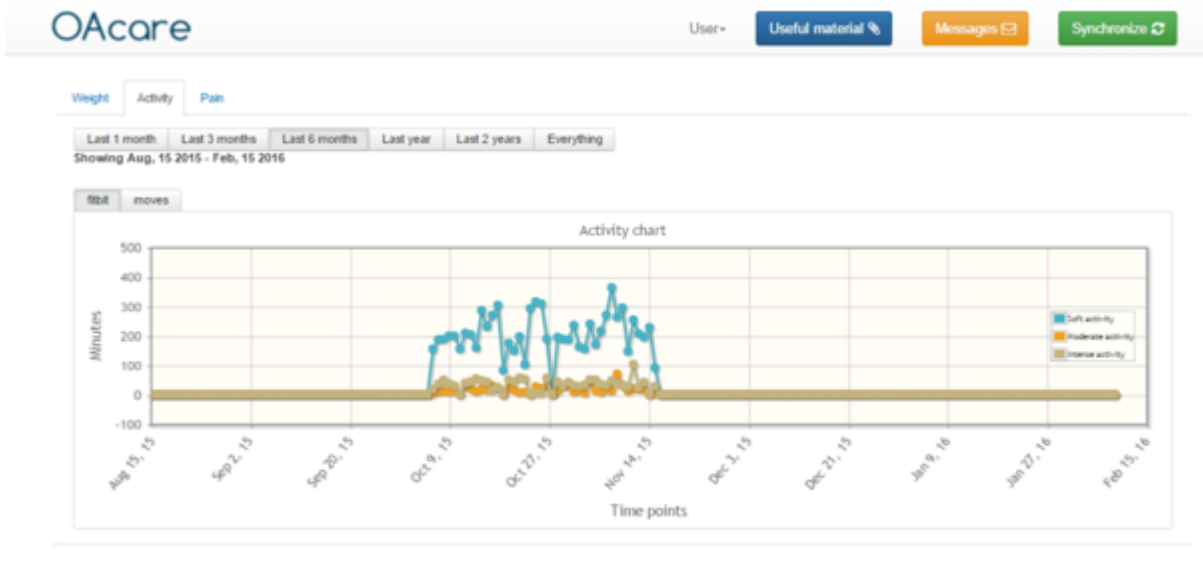 OAcare
User
Useful material
Messages
Synchronize
Weight Activity Pain
Last 1 month Last 3 months Last 6 months Last year Last 2 years Everything
Showing Aug, 15 2015 - Feb, 15 2016
fitbit moves
Activity chart
500
400
300
200
100
0
-100
Minutes
Soft activity
Moderate activity
Intense activity
Aug 15, 15
Sep 2, 15
Sep 20, 15
Oct 9, 15
Oct 27, 15
Nov 14, 15
Dec 3, 15
Dec 21, 15
Jan 9, 16
Jan 27, 16
Feb 15, 16
Time points